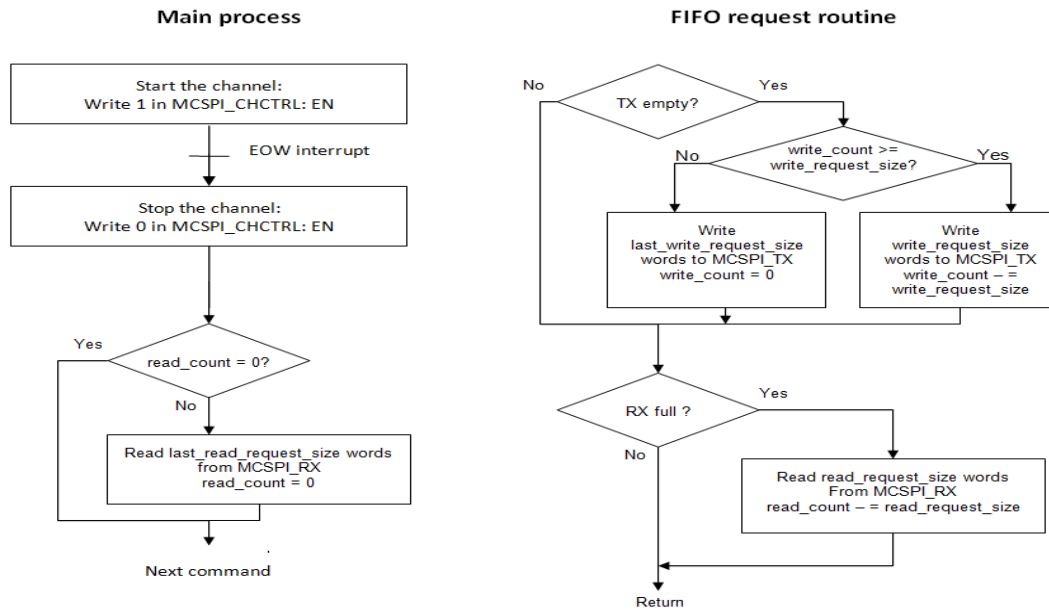 Main process
Start the channel:
Write 1 in MCSPI_CHCTRL: EN
EOW interrupt
Stop the channel:
Write 0 in MCSPI_CHCTRL: EN
read_count = 0?
Yes
No
Read last_read_request_size words
from MCSPI_RX
read_count = 0
Next command
FIFO request routine
TX empty?
No
Yes
write_count >=
write_request_size?
No
Yes
Write
last_write_request_size
words to MCSPI_TX
write_count = 0
Write
write_request_size
words to MCSPI_TX
write_count – =
write_request_size
RX full ?
Yes
No
Read read_request_size words
From MCSPI_RX
read_count – = read_request_size
Return